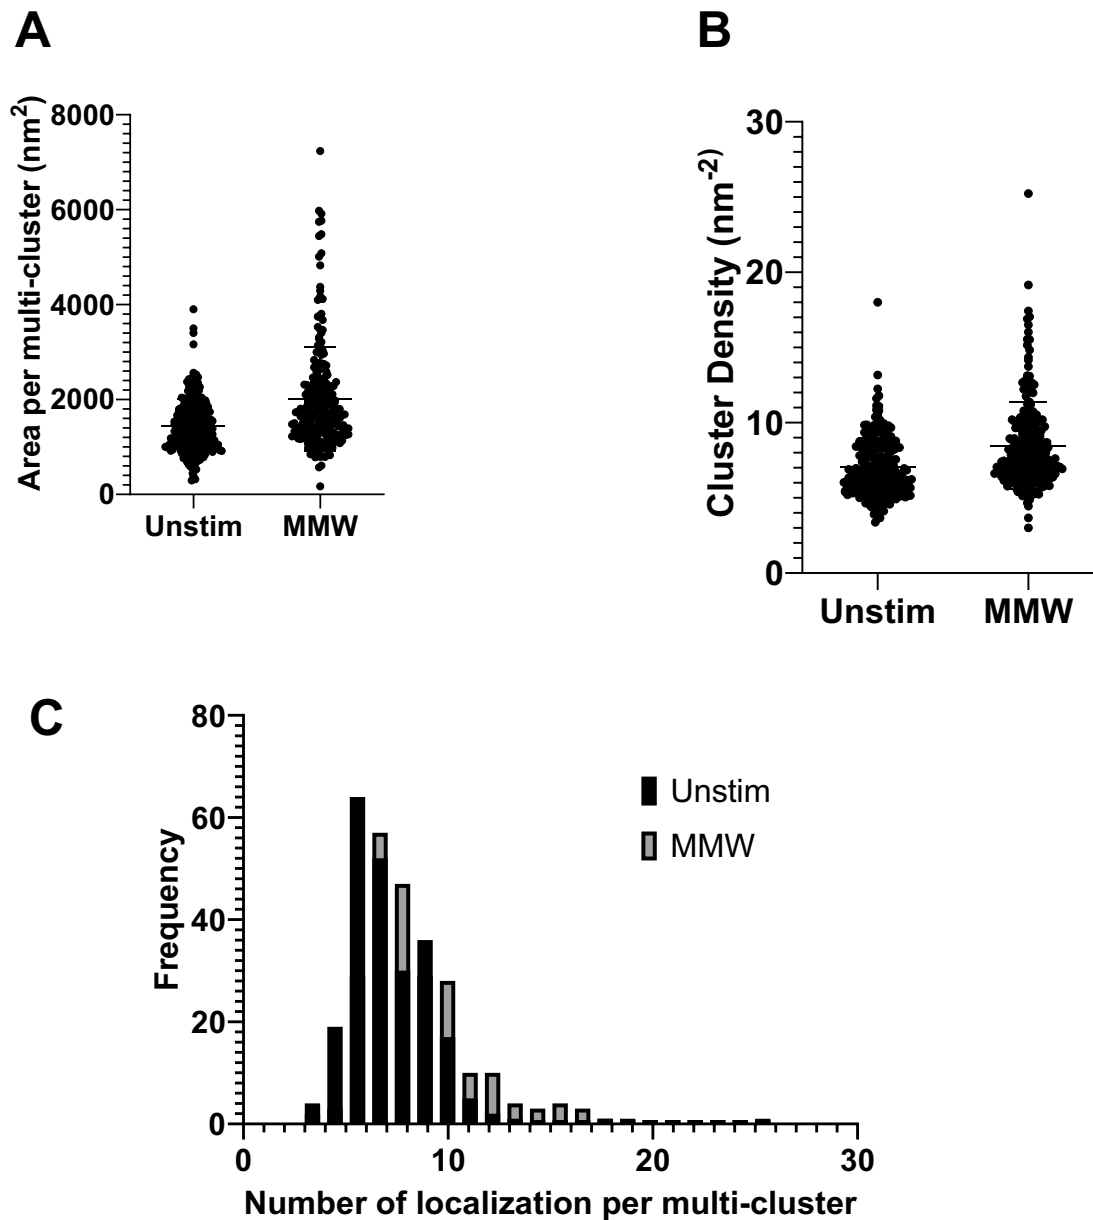 A
Area per multi-cluster (nm²)
8000
6000
4000
2000
0
Unstim
MMW
B
Cluster Density (nm⁻²)
30
20
10
0
Unstim
MMW
C
Frequency
80
60
40
20
0
0
10
20
30
Number of localization per multi-cluster
Unstim
MMW